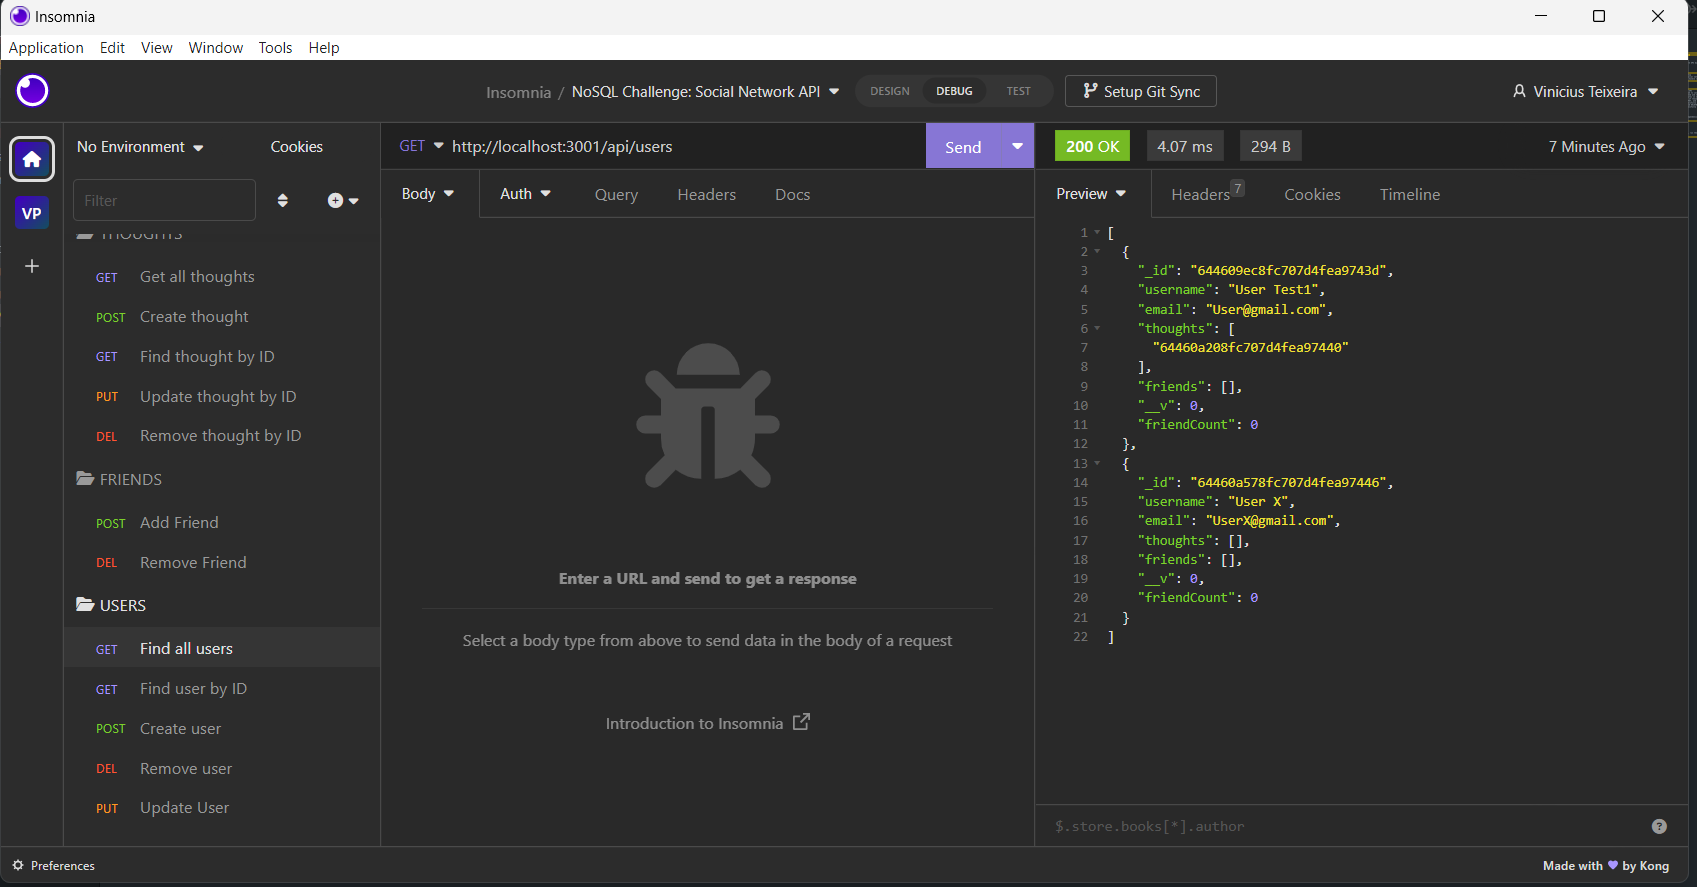 Insomnia
Application Edit View Window Tools Help
Insomnia / NoSQL Challenge: Social Network API
DESIGN DEBUG TEST
Setup Git Sync
Vinicius Teixeira
VP
No Environment
Cookies
Filter
THOUGHTS
GET Get all thoughts
POST Create thought
GET Find thought by ID
PUT Update thought by ID
DEL Remove thought by ID
FRIENDS
POST Add Friend
DEL Remove Friend
USERS
GET Find all users
GET Find user by ID
POST Create user
DEL Remove user
PUT Update User
GET http://localhost:3001/api/users
Send
Body Auth Query Headers Docs
Enter a URL and send to get a response
Select a body type from above to send data in the body of a request
Introduction to Insomnia
200 OK 4.07 ms 294 B 7 Minutes Ago
Preview Headers 7 Cookies Timeline
1 [
2 {
3 "_id": "644609ec8fc707d4fea9743d",
4 "username": "User Test1",
5 "email": "User@gmail.com",
6 "thoughts": [
7 "64460a208fc707d4fea97440"
8 ],
9 "friends": [],
10 "__v": 0,
11 "friendCount": 0
12 },
13 {
14 "_id": "64460a578fc707d4fea97446",
15 "username": "User X",
16 "email": "UserX@gmail.com",
17 "thoughts": [],
18 "friends": [],
19 "__v": 0,
20 "friendCount": 0
21 }
22 ]
$.store.books[*].author
?
Preferences
Made with ♥ by Kong